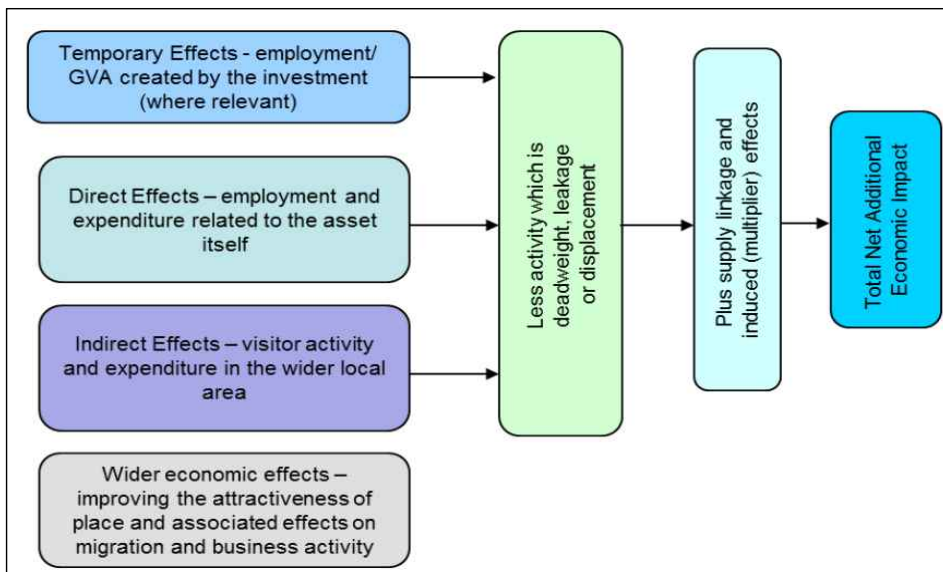 Temporary Effects - employment/
GVA created by the investment
(where relevant)
Direct Effects – employment and
expenditure related to the asset
itself
Indirect Effects – visitor activity
and expenditure in the wider local
area
Wider economic effects –
improving the attractiveness of
place and associated effects on
migration and business activity
Less activity which is
deadweight, leakage
or displacement
Plus supply linkage and
induced (multiplier) effects
Total Net Additional
Economic Impact